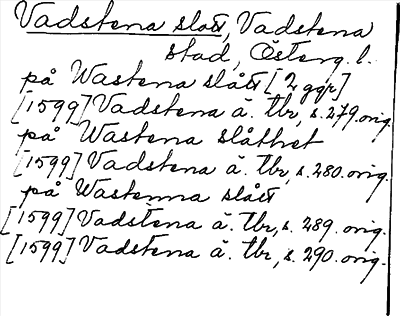 Vadstena slott, Vadstena
stad, Österg. l.
på Wastena slått [2 ggr]
[1599] Vadstena ä. tbr, s. 279. orig.
på Wastena slåthet
[1599] Vadstena ä. tbr, s. 280. orig.
på Wastenna slått
[1599] Vadstena ä. tbr, s. 289. orig.
[1599] Vadstena ä. tbr, s. 290. orig.